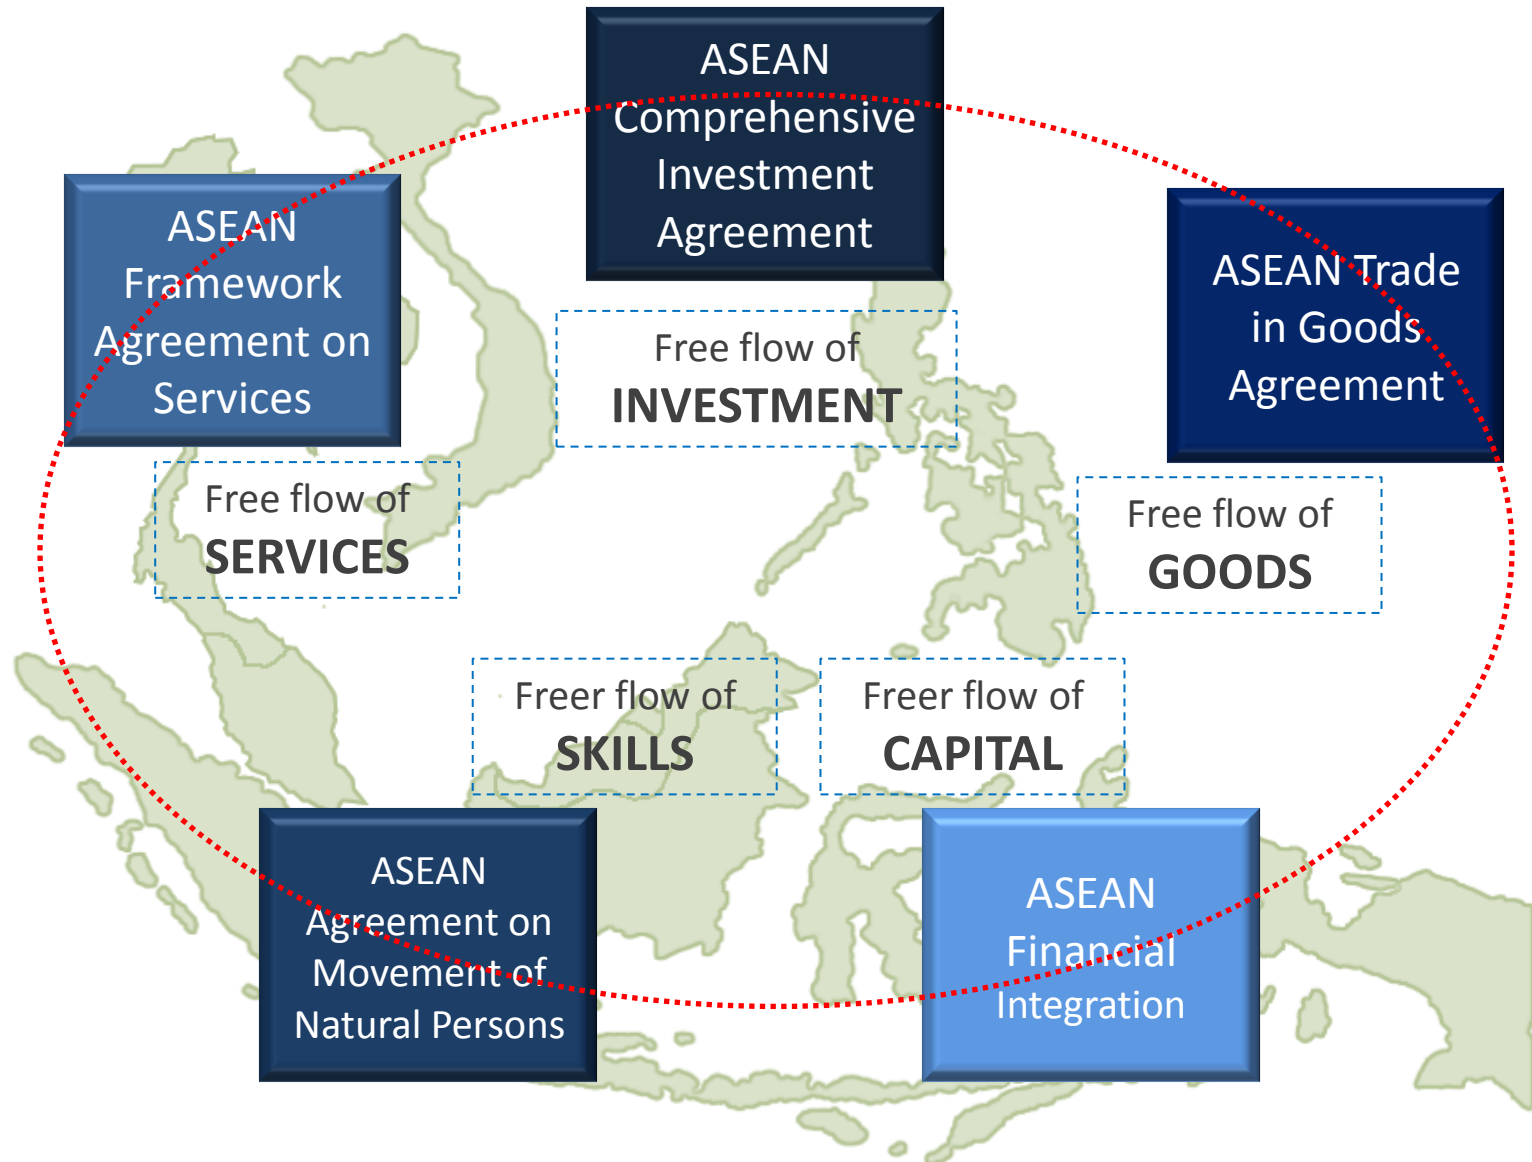 ASEAN
Comprehensive
Investment
Agreement
ASEAN
Framework
Agreement on
Services
ASEAN Trade
in Goods
Agreement
Free flow of
INVESTMENT
Free flow of
SERVICES
Free flow of
GOODS
Freer flow of
SKILLS
Freer flow of
CAPITAL
ASEAN
Agreement on
Movement of
Natural Persons
ASEAN
Financial
Integration